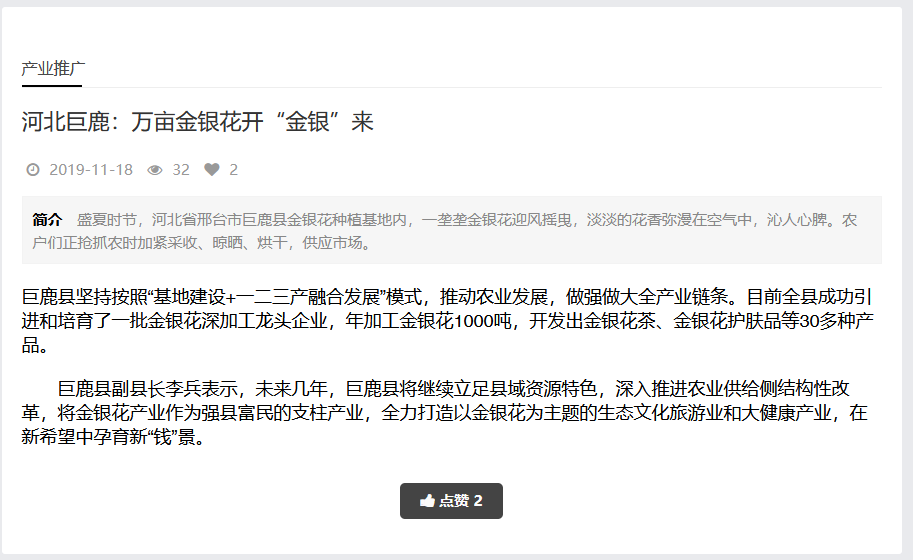 产业推广
河北巨鹿：万亩金银花开“金银”来
2019-11-18 32 2
简介 盛夏时节，河北省邢台市巨鹿县金银花种植基地内，一垄垄金银花迎风摇曳，淡淡的花香弥漫在空气中，沁人心脾。农
户们正抢抓农时加紧采收、晾晒、烘干，供应市场。
巨鹿县坚持按照“基地建设+一二三产融合发展”模式，推动农业发展，做强做大全产业链条。目前全县成功引
进和培育了一批金银花深加工龙头企业，年加工金银花1000吨，开发出金银花茶、金银花护肤品等30多种产
品。
巨鹿县副县长李兵表示，未来几年，巨鹿县将继续立足县域资源特色，深入推进农业供给侧结构性改
革，将金银花产业作为强县富民的支柱产业，全力打造以金银花为主题的生态文化旅游业和大健康产业，在
新希望中孕育新“钱”景。
点赞 2